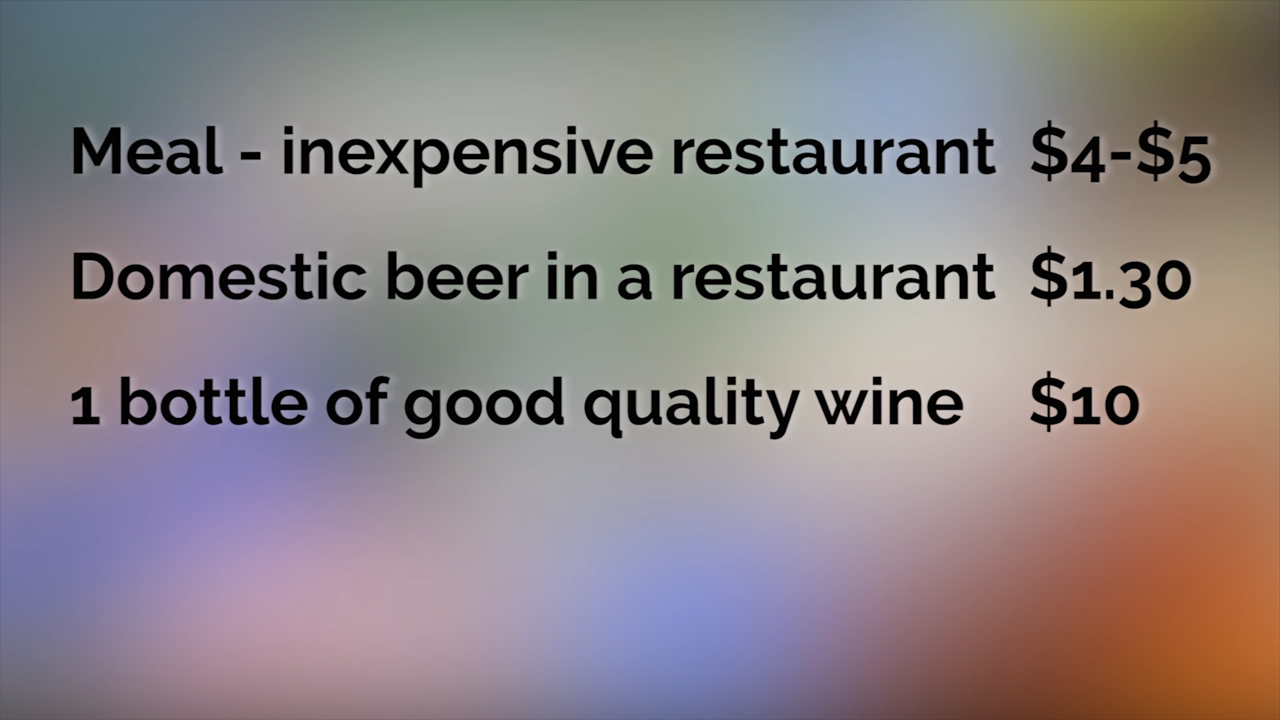 Meal - inexpensive restaurant $4-$5
Domestic beer in a restaurant $1.30
1 bottle of good quality wine $10